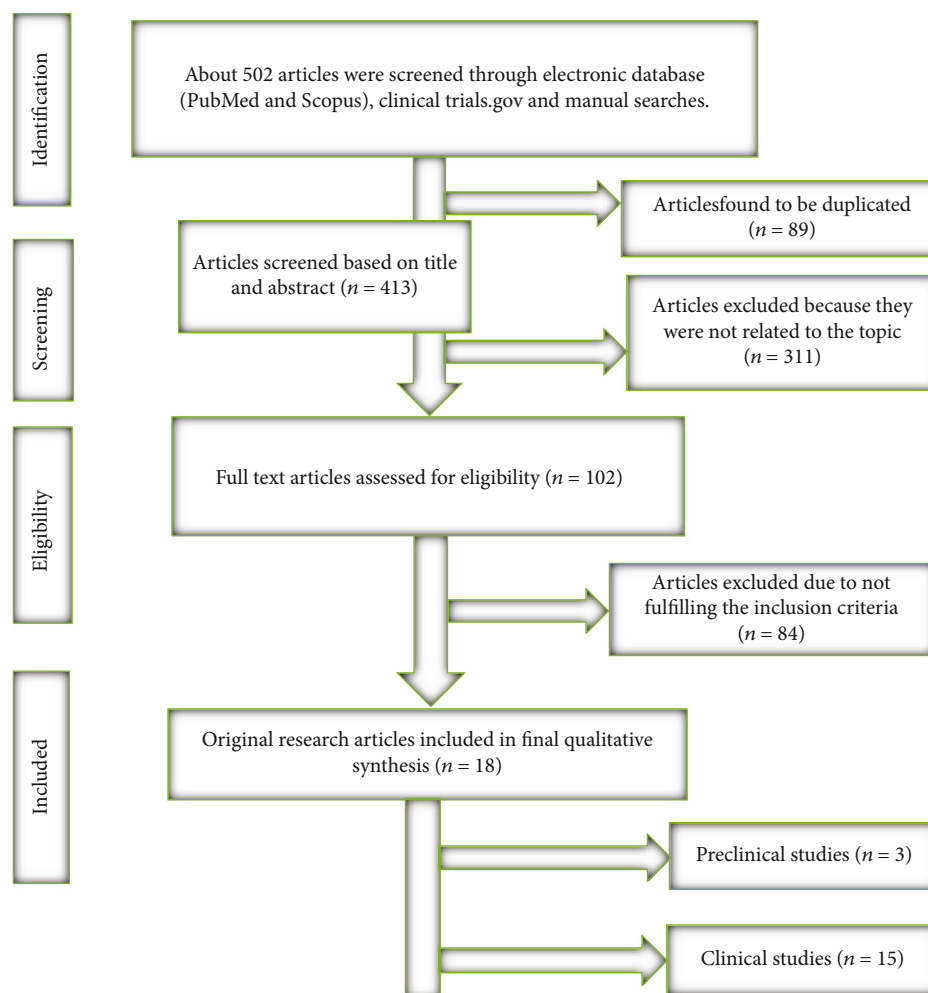 Identification
About 502 articles were screened through electronic database
(PubMed and Scopus), clinical trials.gov and manual searches.
Articlesfound to be duplicated
(n = 89)
Screening
Articles screened based on title
and abstract (n = 413)
Articles excluded because they
were not related to the topic
(n = 311)
Eligibility
Full text articles assessed for eligibility (n = 102)
Articles excluded due to not
fulfilling the inclusion criteria
(n = 84)
Included
Original research articles included in final qualitative
synthesis (n = 18)
Preclinical studies (n = 3)
Clinical studies (n = 15)